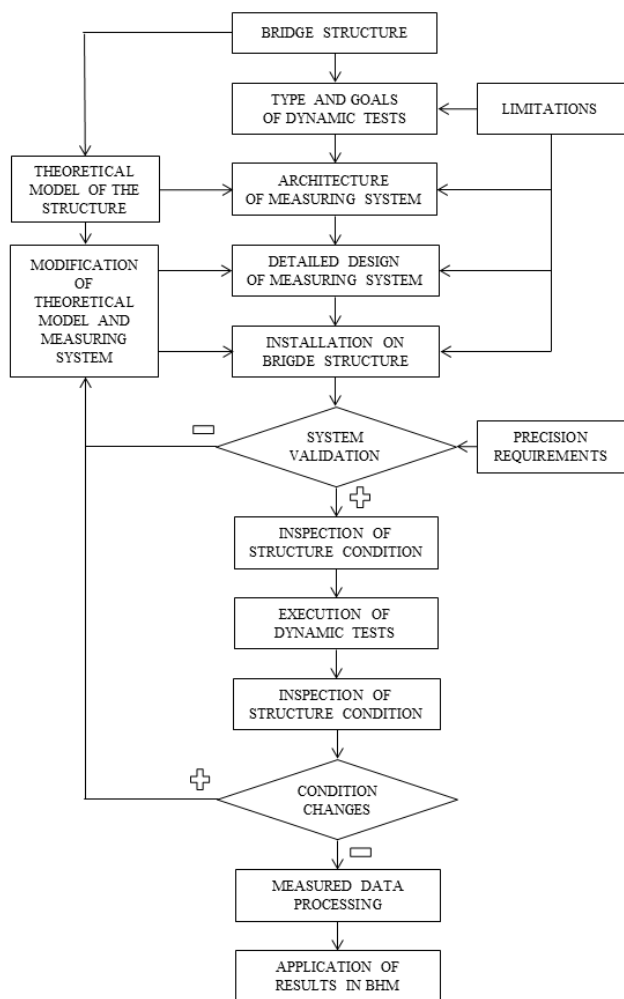 BRIDGE STRUCTURE
TYPE AND GOALS
OF DYNAMIC TESTS
LIMITATIONS
THEORETICAL
MODEL OF THE
STRUCTURE
ARCHITECTURE
OF MEASURING SYSTEM
MODIFICATION
OF
THEORETICAL
MODEL AND
MEASURING
SYSTEM
DETAILED DESIGN
OF MEASURING SYSTEM
INSTALLATION ON
BRIGDE STRUCTURE
SYSTEM
VALIDATION
PRECISION
REQUIREMENTS
INSPECTION OF
STRUCTURE CONDITION
EXECUTION OF
DYNAMIC TESTS
INSPECTION OF
STRUCTURE CONDITION
CONDITION
CHANGES
MEASURED DATA
PROCESSING
APPLICATION OF
RESULTS IN BHM